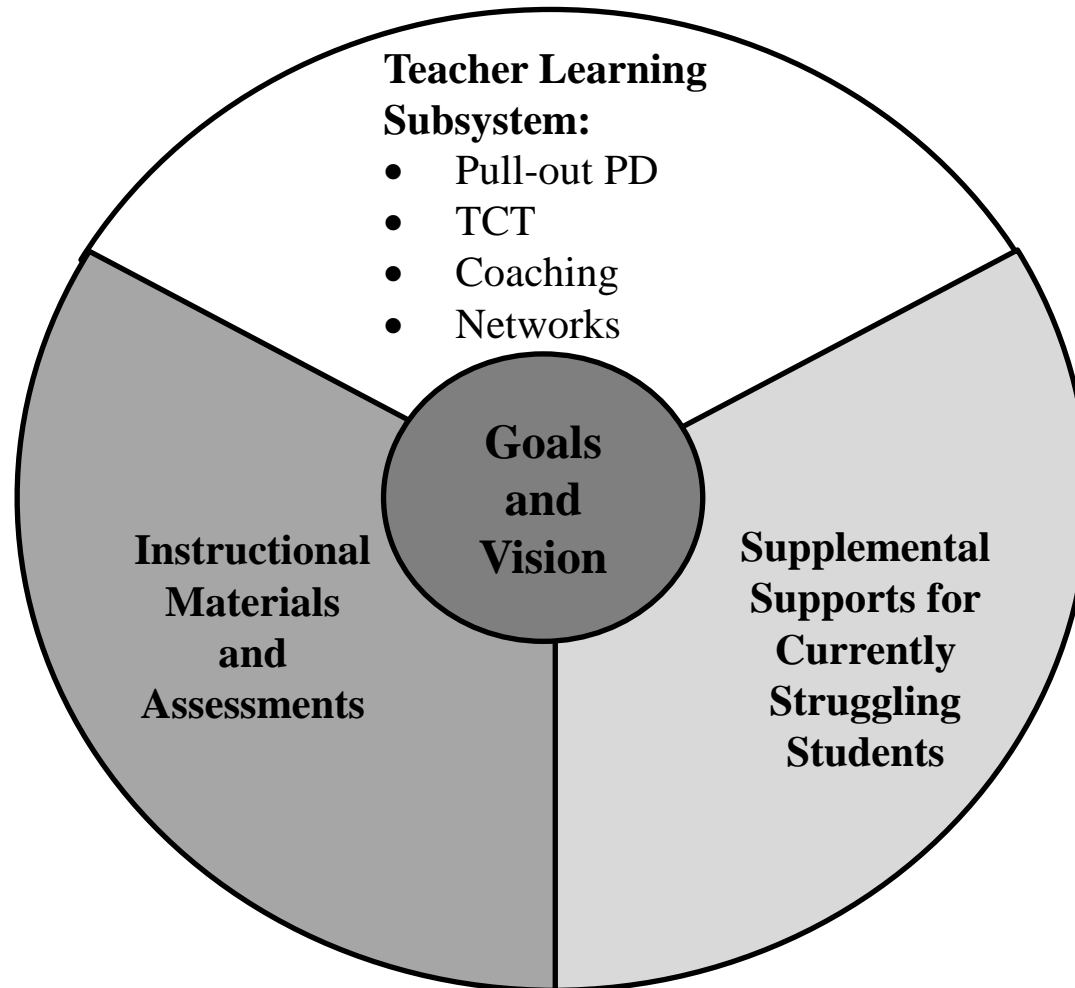 Teacher Learning
Subsystem:
• Pull-out PD
• TCT
• Coaching
• Networks
Goals
and
Vision
Instructional
Materials
and
Assessments
Supplemental
Supports for
Currently
Struggling
Students